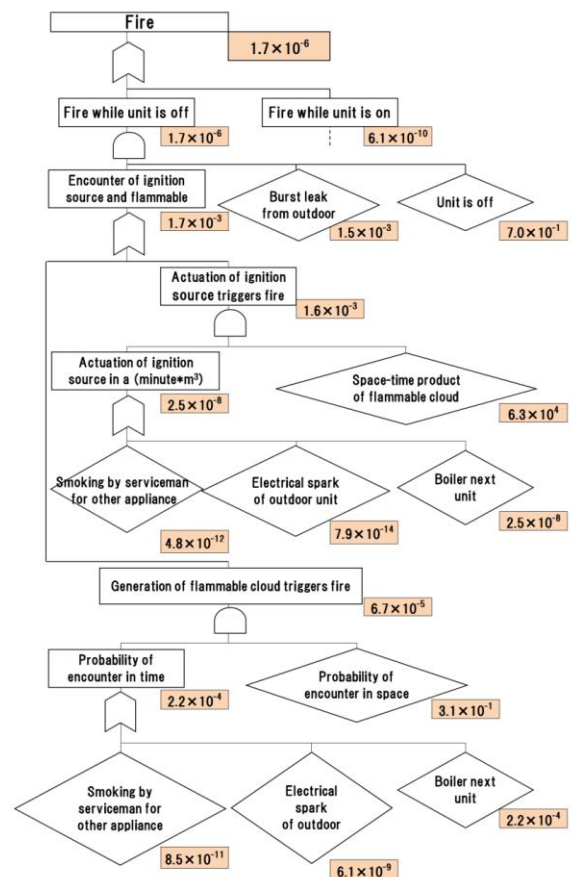 Fire
1.7×10⁻⁶
Fire while unit is off
1.7×10⁻⁶
Fire while unit is on
6.1×10⁻¹⁰
Encounter of ignition
source and flammable
1.7×10⁻³
Burst leak
from outdoor
1.5×10⁻³
Unit is off
7.0×10⁻¹
Actuation of ignition
source triggers fire
1.6×10⁻³
Actuation of ignition
source in a (minute*m³)
2.5×10⁻⁸
Space-time product
of flammable cloud
6.3×10⁴
Smoking by serviceman
for other appliance
4.8×10⁻¹²
Electrical spark
of outdoor unit
7.9×10⁻¹⁴
Boiler next
unit
2.5×10⁻⁸
Generation of flammable cloud triggers fire
6.7×10⁻⁵
Probability of
encounter in time
2.2×10⁻⁴
Probability of
encounter in space
3.1×10⁻¹
Smoking by
serviceman for
other appliance
8.5×10⁻¹¹
Electrical
spark
of outdoor
6.1×10⁻⁹
Boiler next
unit
2.2×10⁻⁴